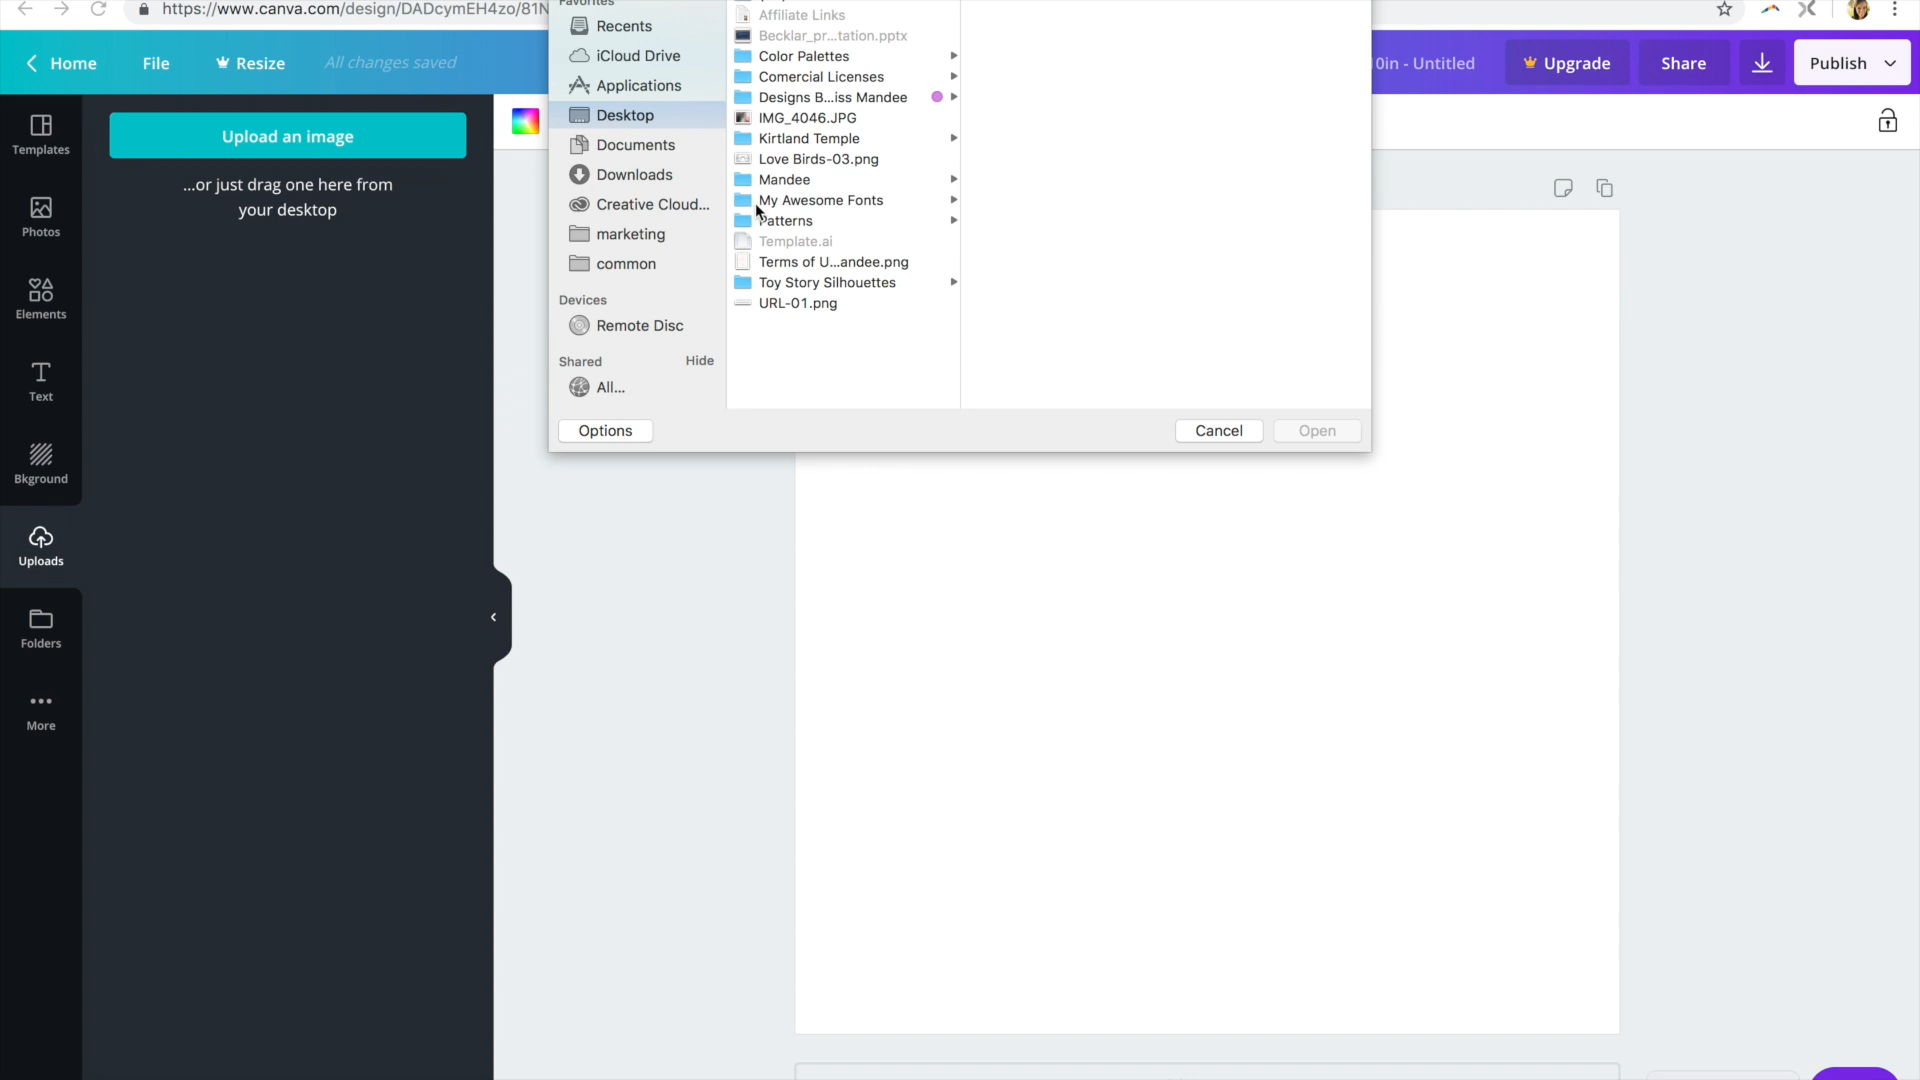 https://www.canva.com/design/DADcymEH4zo/81N
Home
File
Resize
All changes saved
0in - Untitled
Upgrade
Share
Publish
Templates
Photos
Elements
Text
Bkground
Uploads
Folders
More
Upload an image
...or just drag one here from
your desktop
Favorites
Recents
iCloud Drive
Applications
Desktop
Documents
Downloads
Creative Cloud...
marketing
common
Devices
Remote Disc
Shared
Hide
All...
Affiliate Links
Becklar_pr...tation.pptx
Color Palettes
Comercial Licenses
Designs B...iss Mandee
IMG_4046.JPG
Kirtland Temple
Love Birds-03.png
Mandee
My Awesome Fonts
Patterns
Template.ai
Terms of U...andee.png
Toy Story Silhouettes
URL-01.png
Options
Cancel
Open